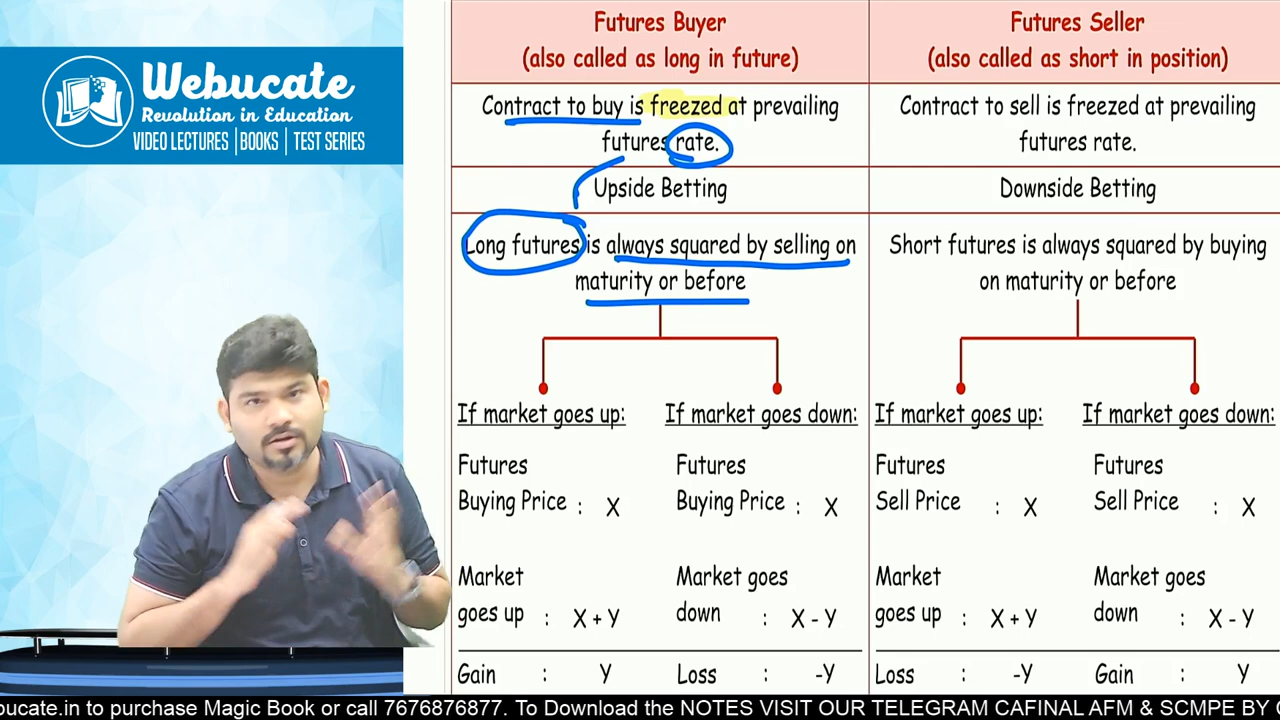 Webucate
Revolution in Education
VIDEO LECTURES | BOOKS | TEST SERIES
Futures Buyer
(also called as long in future)
Contract to buy is freezed at prevailing
futures rate.
Upside Betting
Long futures is always squared by selling on
maturity or before
If market goes up:
Futures
Buying Price : X
Market
goes up : X + Y
Gain : Y
If market goes down:
Futures
Buying Price : X
Market goes
down : X - Y
Loss : -Y
Futures Seller
(also called as short in position)
Contract to sell is freezed at prevailing
futures rate.
Downside Betting
Short futures is always squared by buying
on maturity or before
If market goes up:
Futures
Sell Price : X
Market
goes up : X + Y
Loss : -Y
If market goes down:
Futures
Sell Price : X
Market goes
down : X - Y
Gain : Y
bucate.in to purchase Magic Book or call 7676876877. To Download the NOTES VISIT OUR TELEGRAM CAFINAL AFM & SCMPE BY